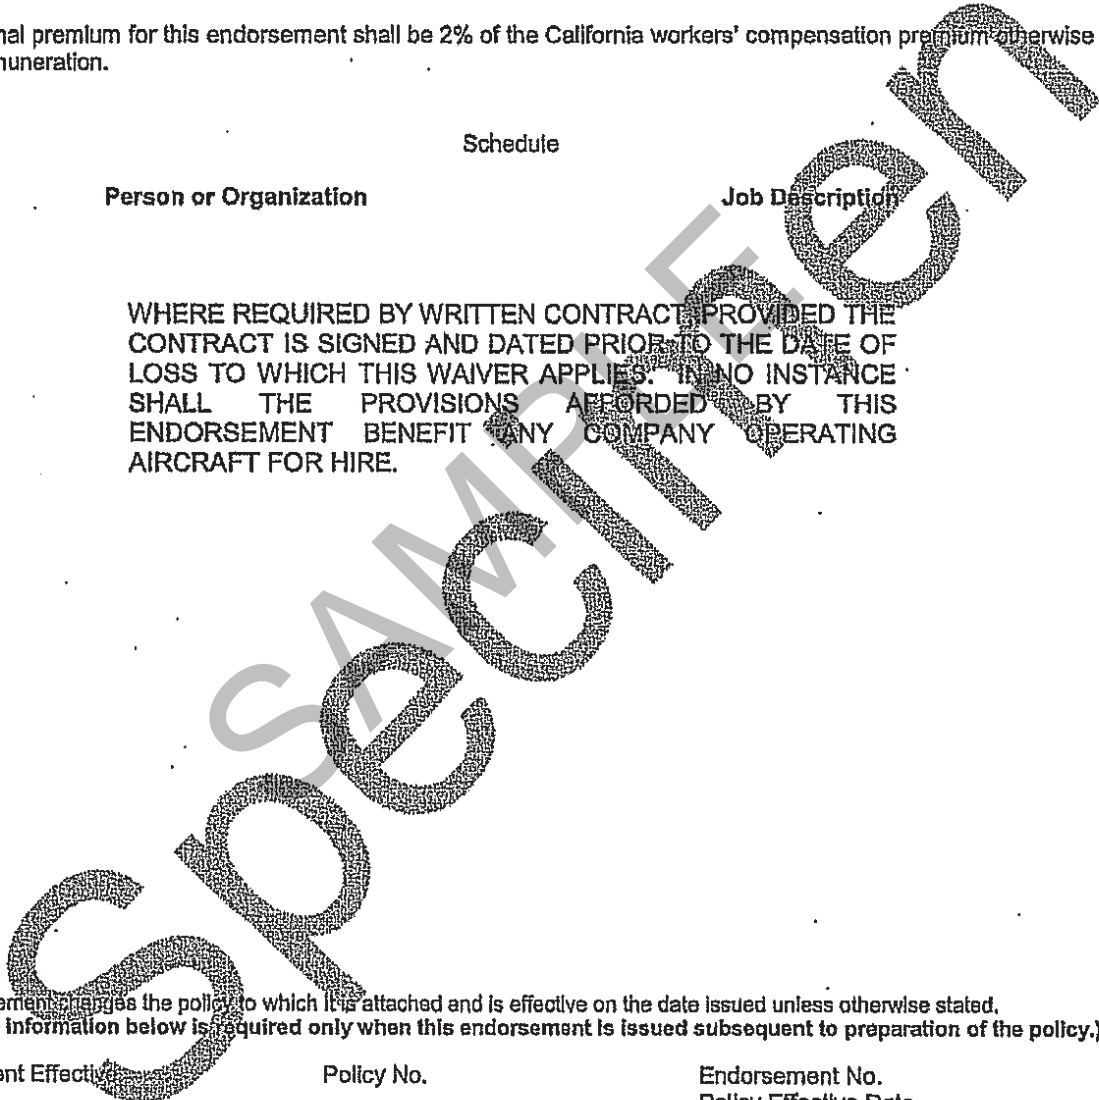 nal premium for this endorsement shall be 2% of the California workers' compensation premium otherwise
nuneration.
Schedule
Person or Organization Job Description
WHERE REQUIRED BY WRITTEN CONTRACT, PROVIDED THE
CONTRACT IS SIGNED AND DATED PRIOR TO THE DATE OF
LOSS TO WHICH THIS WAIVER APPLIES. IN NO INSTANCE
SHALL THE PROVISIONS AFFORDED BY THIS
ENDORSEMENT BENEFIT ANY COMPANY OPERATING
AIRCRAFT FOR HIRE.
SAMPLE
Specimen
ement changes the policy to which it is attached and is effective on the date issued unless otherwise stated.
information below is required only when this endorsement is issued subsequent to preparation of the policy.)
nt Effective Policy No. Endorsement No.
Policy Effective Date